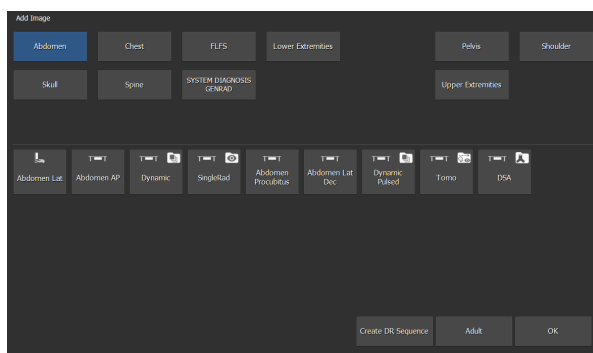 Add Image
Abdomen
Chest
FLFS
Lower Extremities
Pelvis
Shoulder
Skull
Spine
SYSTEM DIAGNOSIS
GENRAD
Upper Extremities
Abdomen Lat
Abdomen AP
Dynamic
SingleRad
Abdomen
Procubitus
Abdomen Lat
Dec
Dynamic
Pulsed
Tomo
DSA
Create DR Sequence
Adult
OK